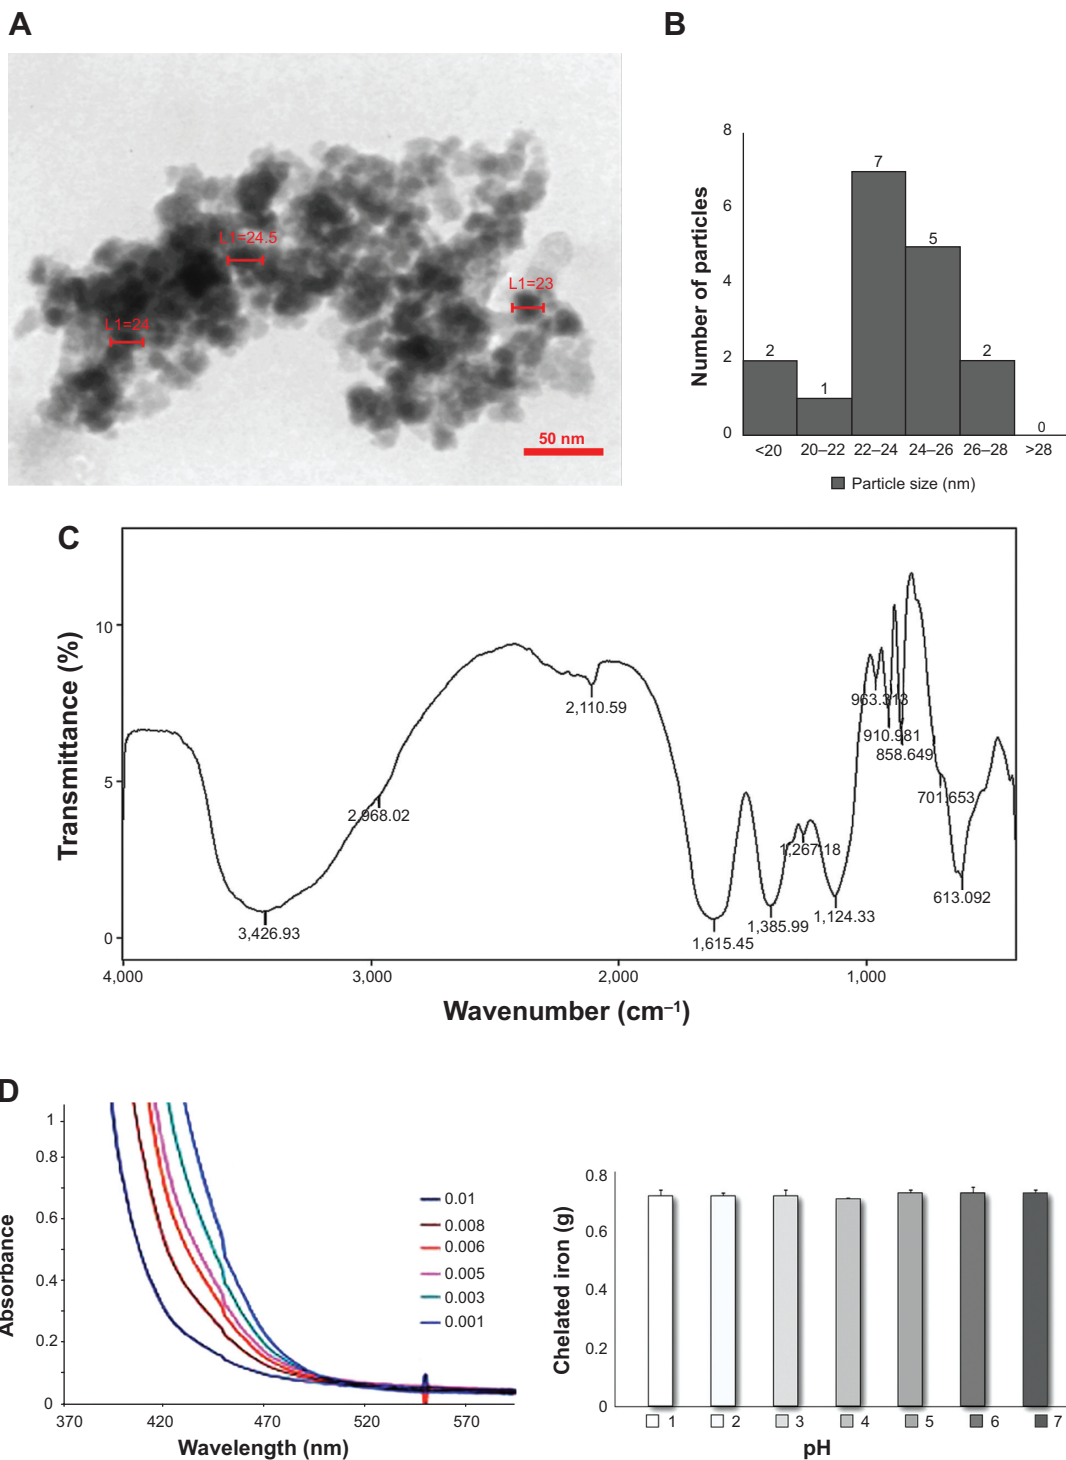 A
L1=24.5
L1=23
L1=24
50 nm
B
8
6
4
2
0
Number of particles
2
1
7
5
2
0
<20 20–22 22–24 24–26 26–28 >28
Particle size (nm)
C
Transmittance (%)
10
5
0
3,426.93
2,968.02
2,110.59
1,615.45
1,385.99
1,267.18
1,124.33
963.313
910.981
858.649
701.653
613.092
4,000 3,000 2,000 1,000
Wavenumber (cm–1)
D
Absorbance
1
0.8
0.6
0.4
0.2
0
370 420 470 520 570
Wavelength (nm)
0.01
0.008
0.006
0.005
0.003
0.001
Chelated iron (g)
0.8
0.6
0.4
0.2
0
1 2 3 4 5 6 7
pH